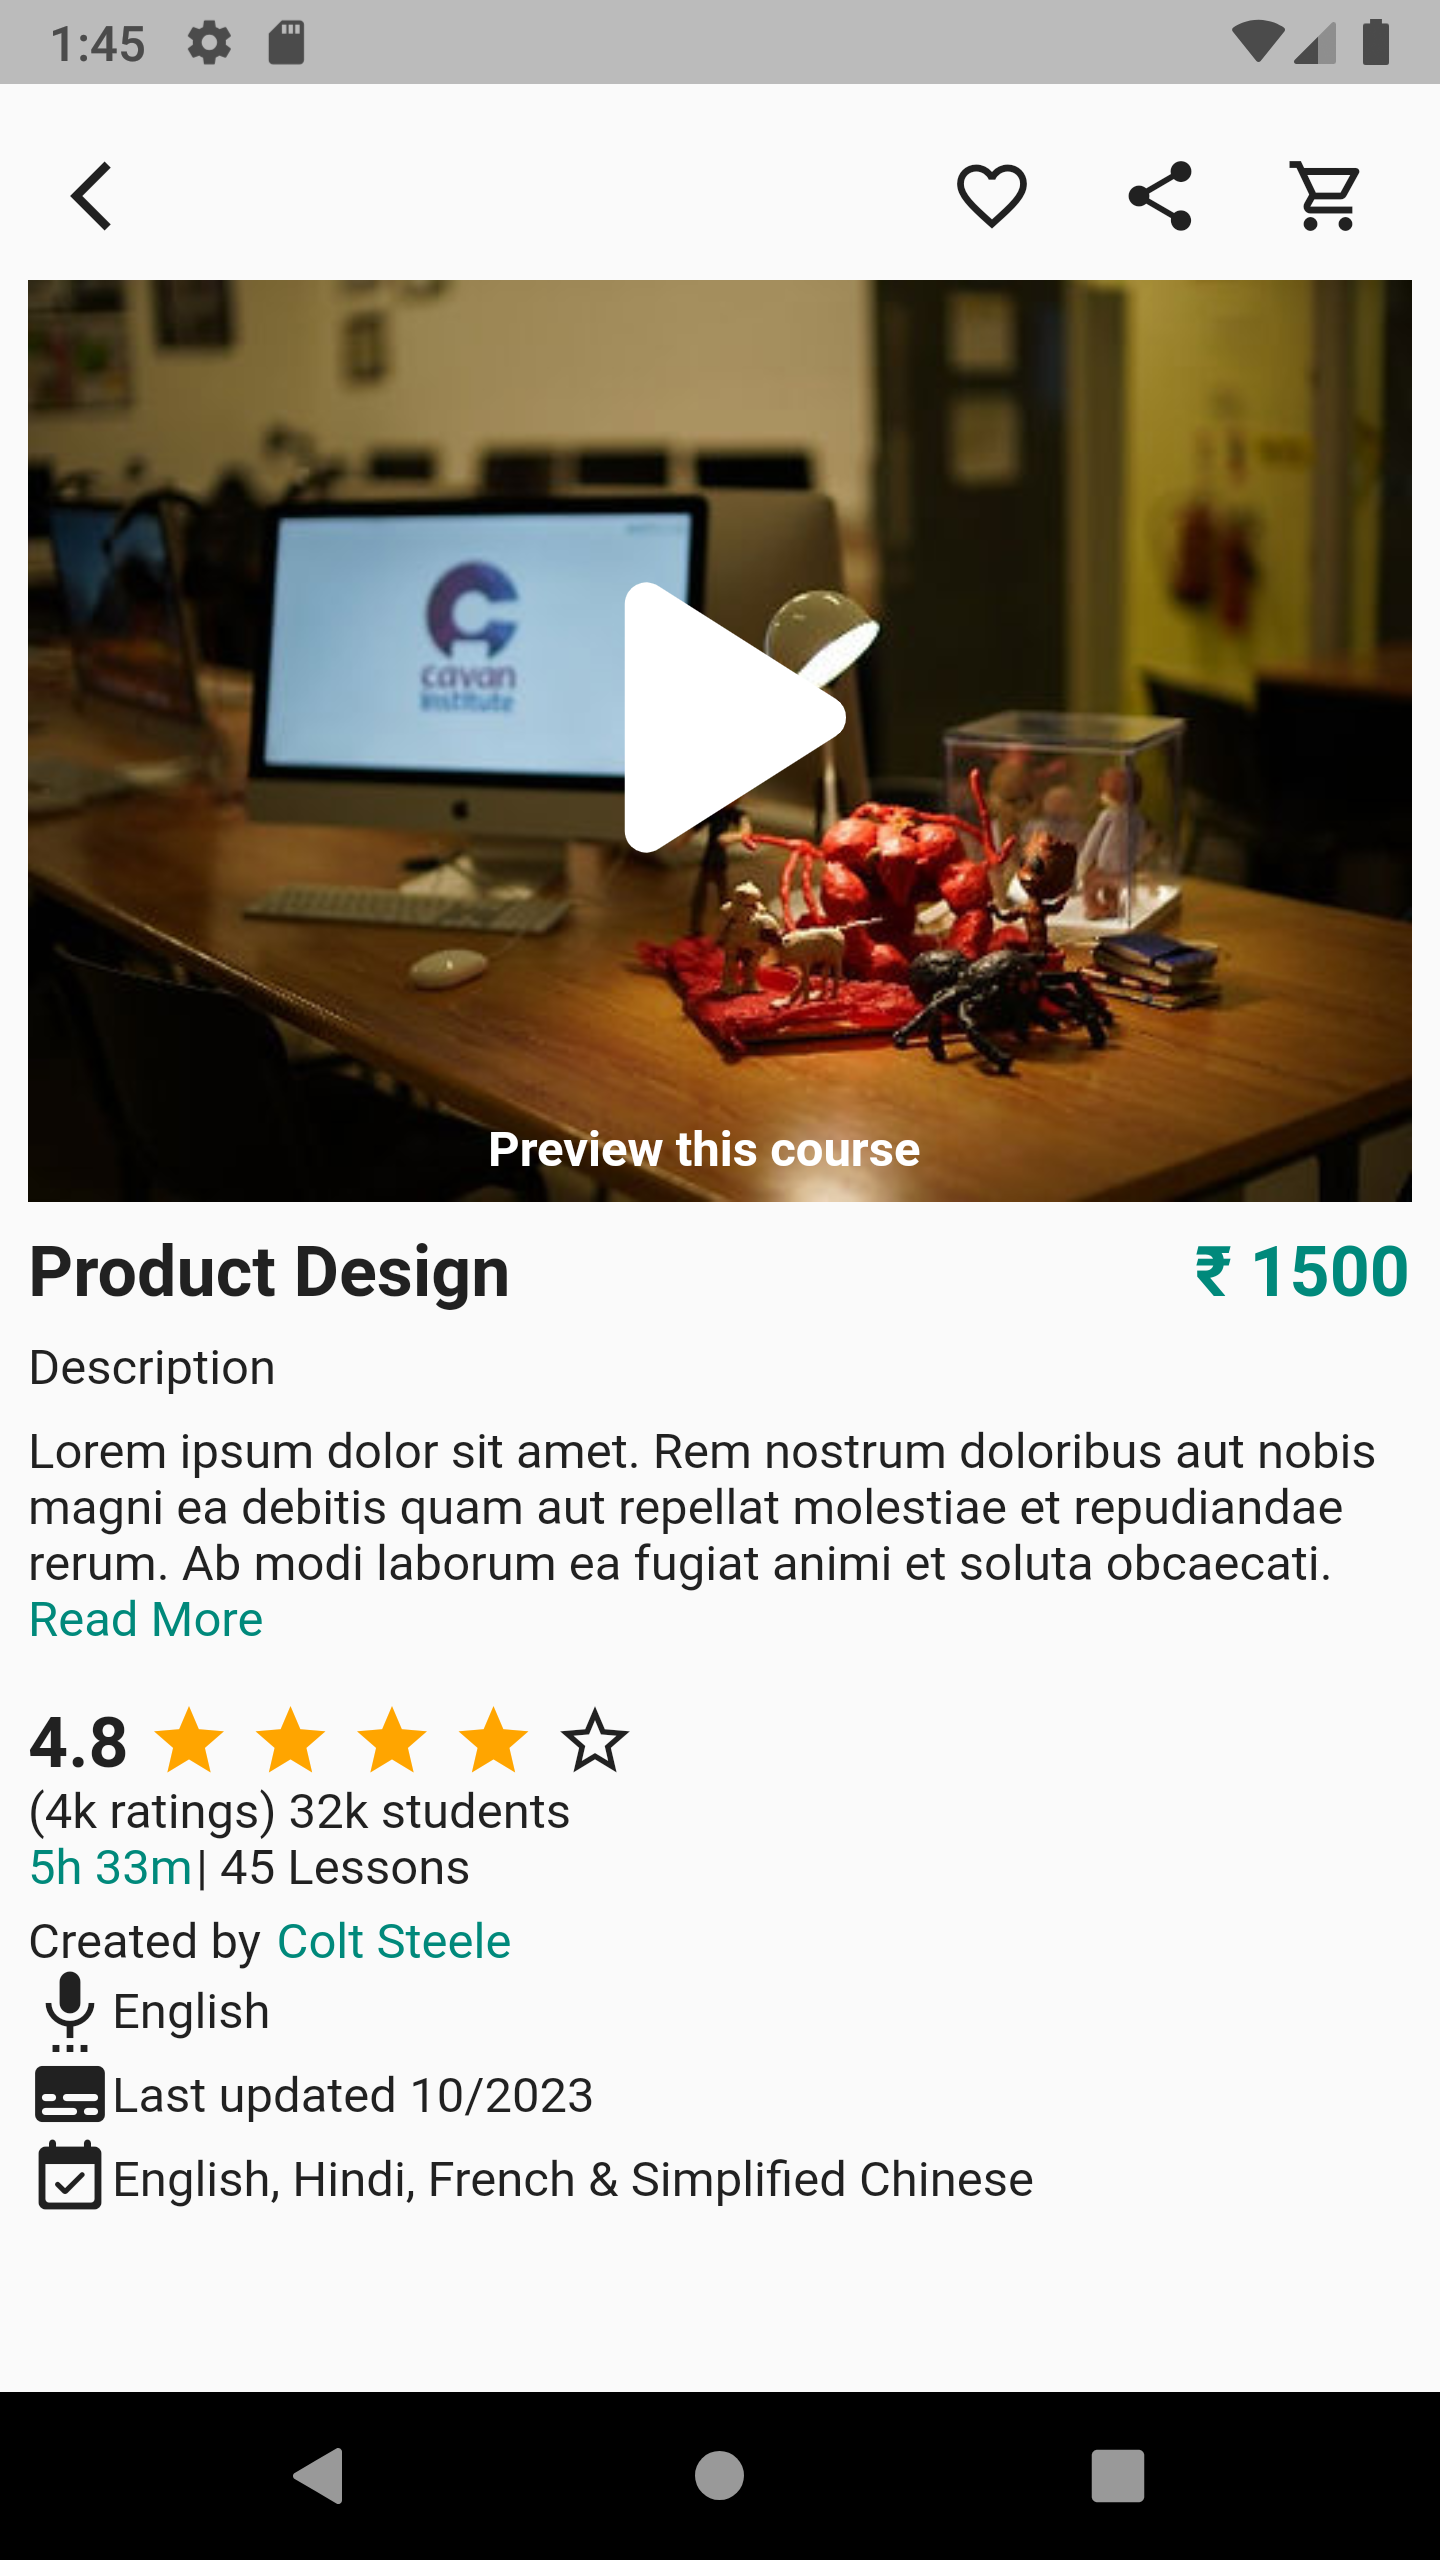 1:45
cavan
institute
Preview this course
Product Design
₹ 1500
Description
Lorem ipsum dolor sit amet. Rem nostrum doloribus aut nobis
magni ea debitis quam aut repellat molestiae et repudiandae
rerum. Ab modi laborum ea fugiat animi et soluta obcaecati.
Read More
4.8
(4k ratings) 32k students
5h 33m| 45 Lessons
Created by Colt Steele
English
Last updated 10/2023
English, Hindi, French & Simplified Chinese